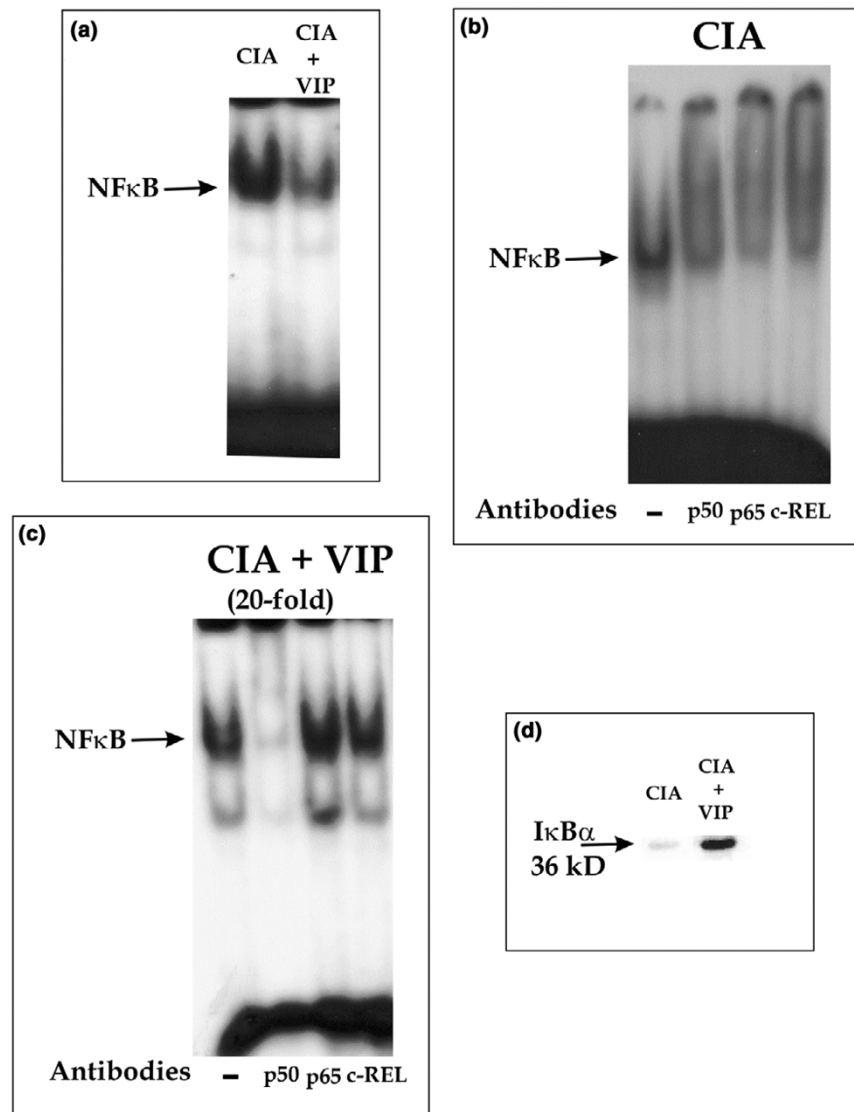 (a)
CIA
CIA
+
VIP
NFκB
(b)
CIA
NFκB
Antibodies - p50 p65 c-REL
(c)
CIA + VIP
(20-fold)
NFκB
Antibodies - p50 p65 c-REL
(d)
CIA
CIA
+
VIP
IκBα
36 kD